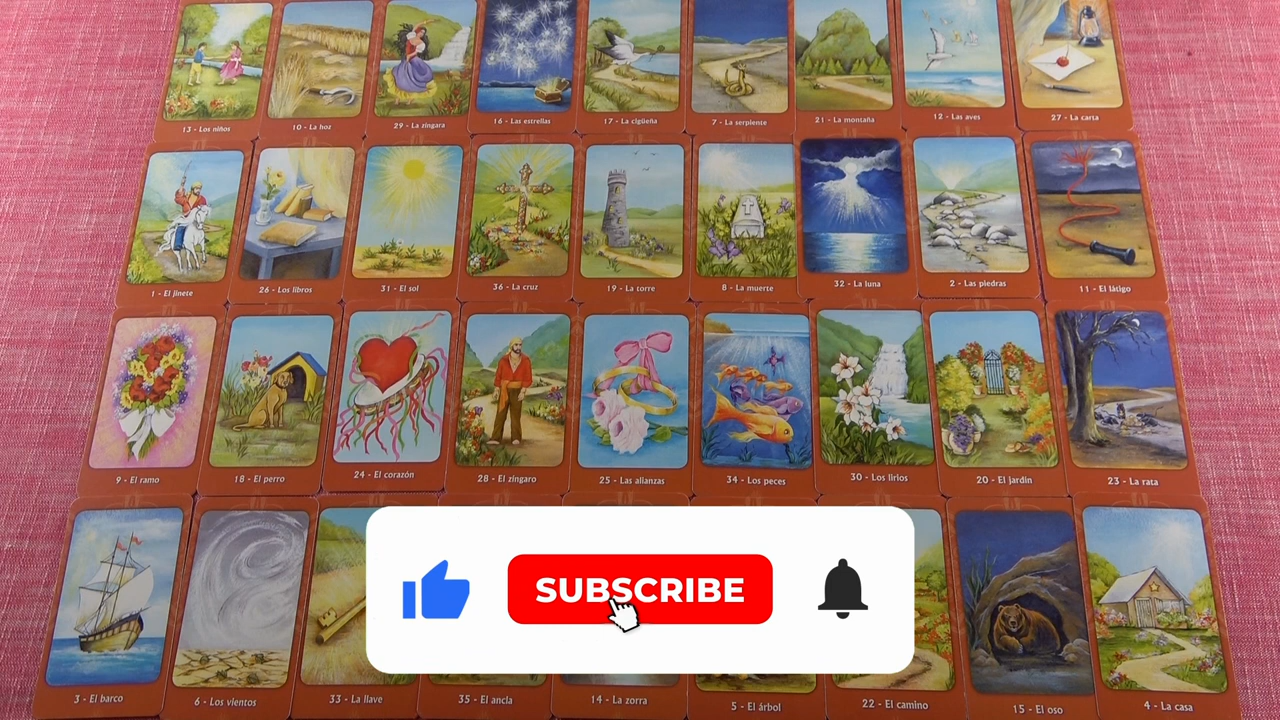 13 - Los niños
10 - La hoz
29 - La zíngara
16 - Las estrellas
17 - La cigüeña
7 - La serpiente
21 - La montaña
12 - Las aves
27 - La carta
1 - El jinete
26 - Los libros
31 - El sol
36 - La cruz
19 - La torre
8 - La muerte
32 - La luna
2 - Las piedras
11 - El látigo
9 - El ramo
18 - El perro
24 - El corazón
28 - El zíngaro
25 - Las alianzas
34 - Los peces
30 - Los lirios
20 - El jardín
23 - La rata
SUBSCRIBE
3 - El barco
6 - Los vientos
33 - La llave
35 - El ancla
14 - La zorra
5 - El árbol
22 - El camino
15 - El oso
4 - La casa